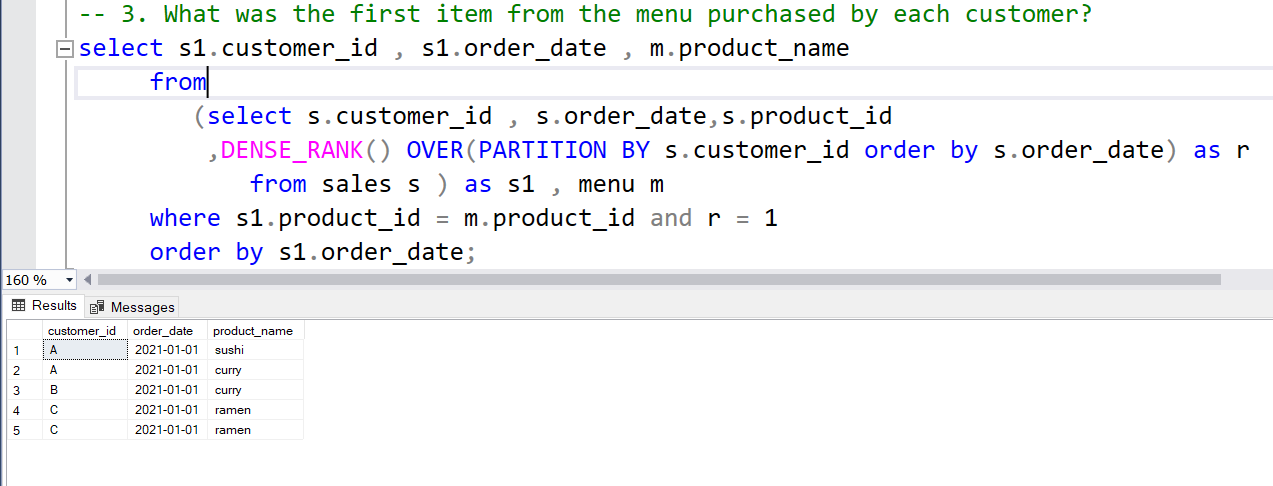 -- 3. What was the first item from the menu purchased by each customer?
select s1.customer_id , s1.order_date , m.product_name
from
(select s.customer_id , s.order_date,s.product_id
,DENSE_RANK() OVER(PARTITION BY s.customer_id order by s.order_date) as r
from sales s ) as s1 , menu m
where s1.product_id = m.product_id and r = 1
order by s1.order_date;
160 %
Results Messages
customer_id order_date product_name
1 A 2021-01-01 sushi
2 A 2021-01-01 curry
3 B 2021-01-01 curry
4 C 2021-01-01 ramen
5 C 2021-01-01 ramen